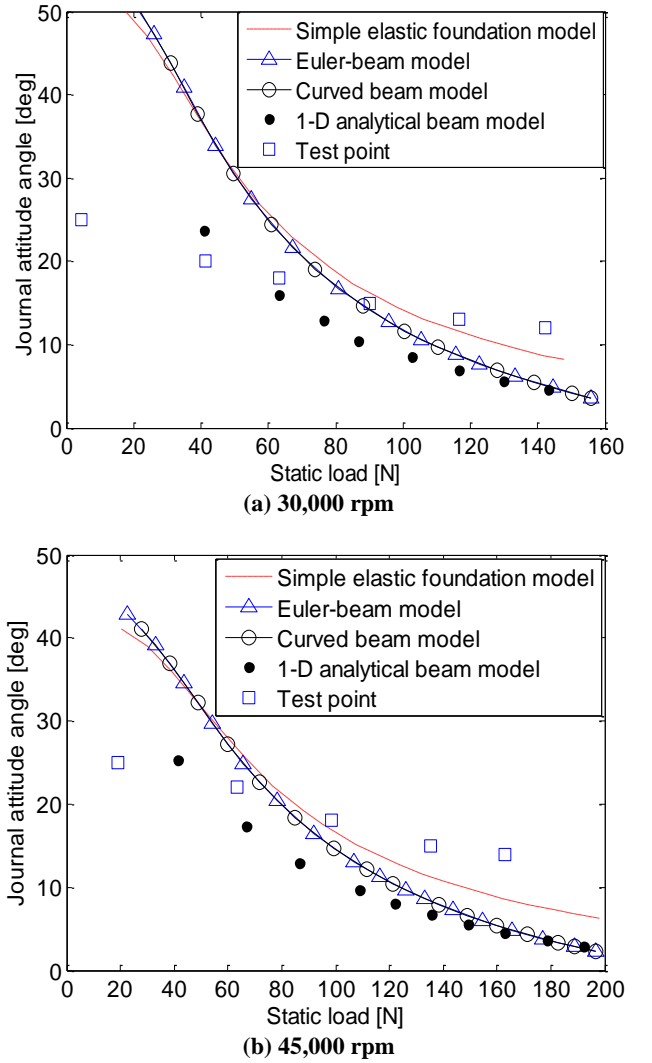 50
40
30
20
10
0
Journal attitude angle [deg]
Simple elastic foundation model
Euler-beam model
Curved beam model
1-D analytical beam model
Test point
0 20 40 60 80 100 120 140 160
Static load [N]
(a) 30,000 rpm
50
40
30
20
10
0
Journal attitude angle [deg]
Simple elastic foundation model
Euler-beam model
Curved beam model
1-D analytical beam model
Test point
0 20 40 60 80 100 120 140 160 180 200
Static load [N]
(b) 45,000 rpm